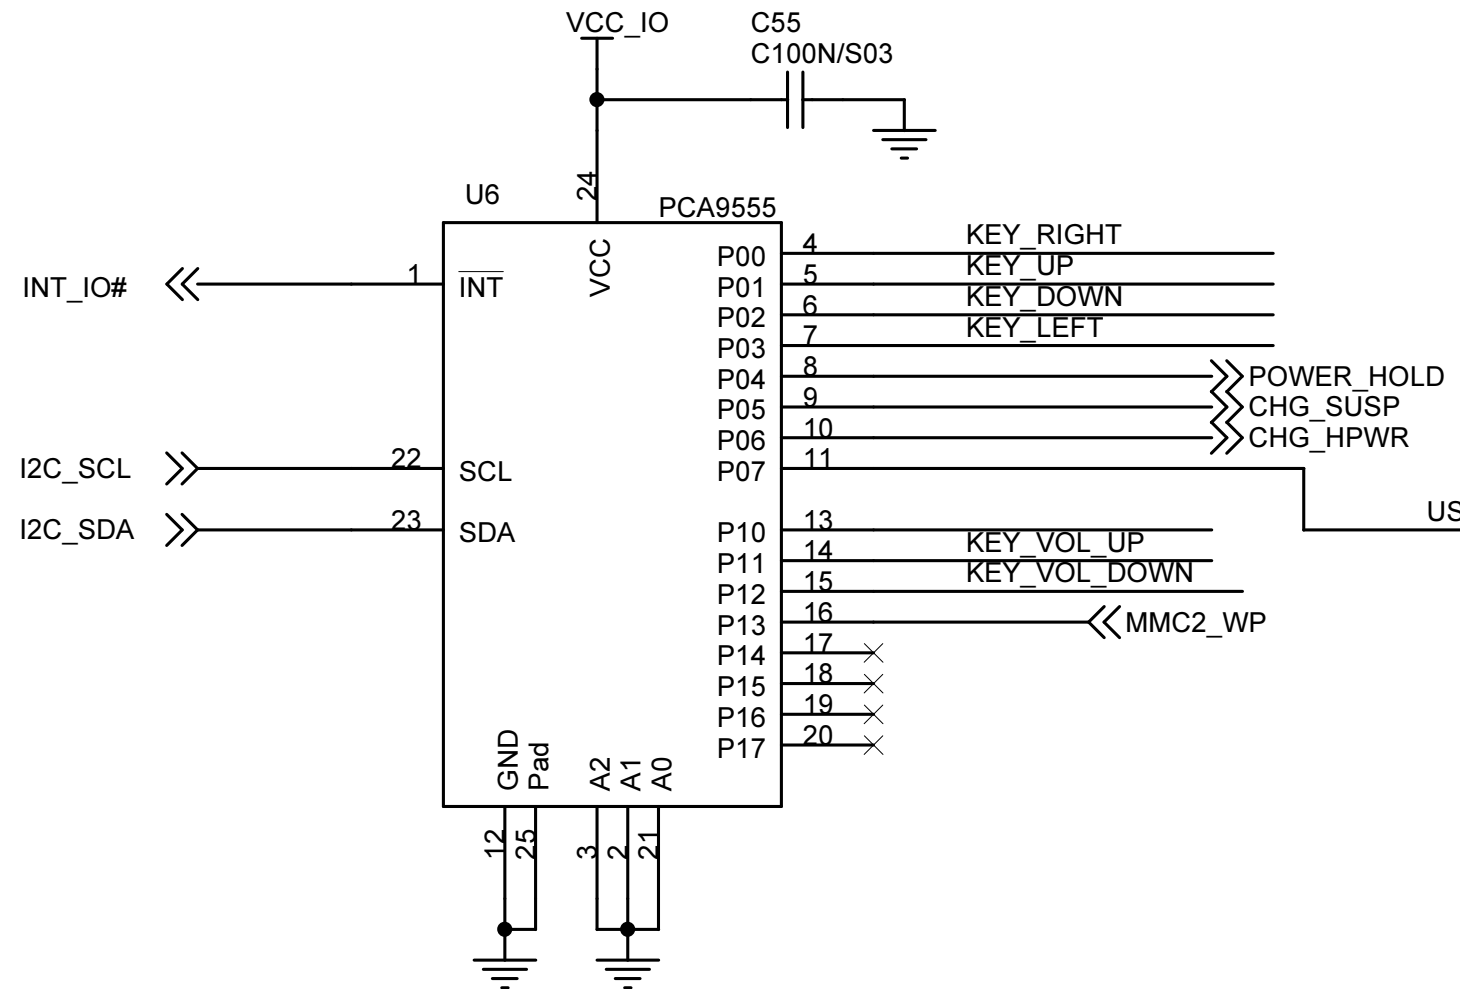 VCC_IO
C55
C100N/S03
24
U6
PCA9555
VCC
INT_IO#
1
INT
P00
4
KEY_RIGHT
P01
5
KEY_UP
P02
6
KEY_DOWN
P03
7
KEY_LEFT
P04
8
POWER_HOLD
P05
9
CHG_SUSP
P06
10
CHG_HPWR
I2C_SCL
22
SCL
P07
11
US
I2C_SDA
23
SDA
P10
13
P11
14
KEY_VOL_UP
P12
15
KEY_VOL_DOWN
P13
16
MMC2_WP
P14
17
P15
18
P16
19
P17
20
GND
Pad
A2
A1
A0
12
25
3
2
21